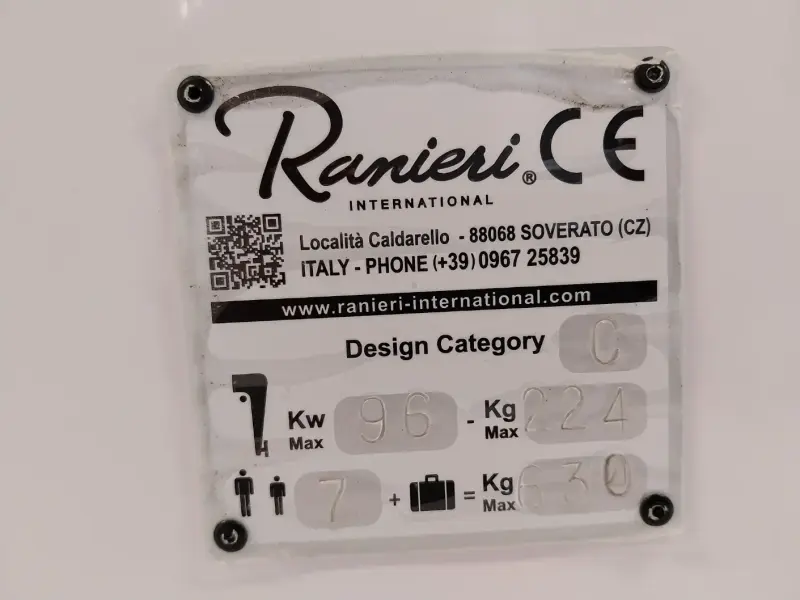 Ranieri® CE
INTERNATIONAL
Località Caldarello - 88068 SOVERATO (CZ)
ITALY - PHONE (+39) 0967 25839
www.ranieri-international.com
Design Category C
Kw Max 96 - Kg Max 224
7 + = Kg Max 630